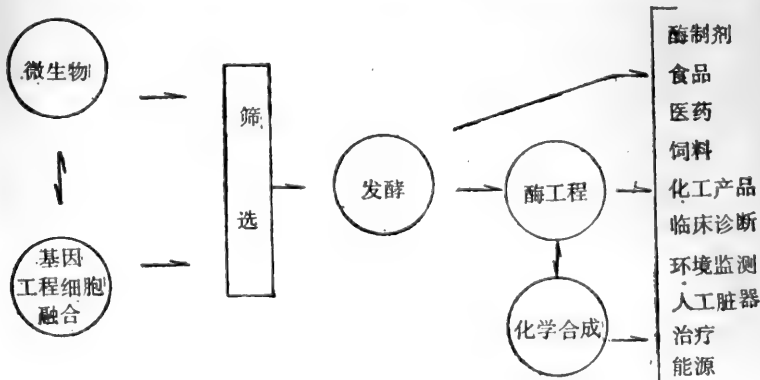 微生物
基因
工程细胞
融合
筛
选
发酵
酶工程
化学合成
酶制剂
食品
医药
饲料
化工产品
临床诊断
环境监测
人工脏器
治疗
能源